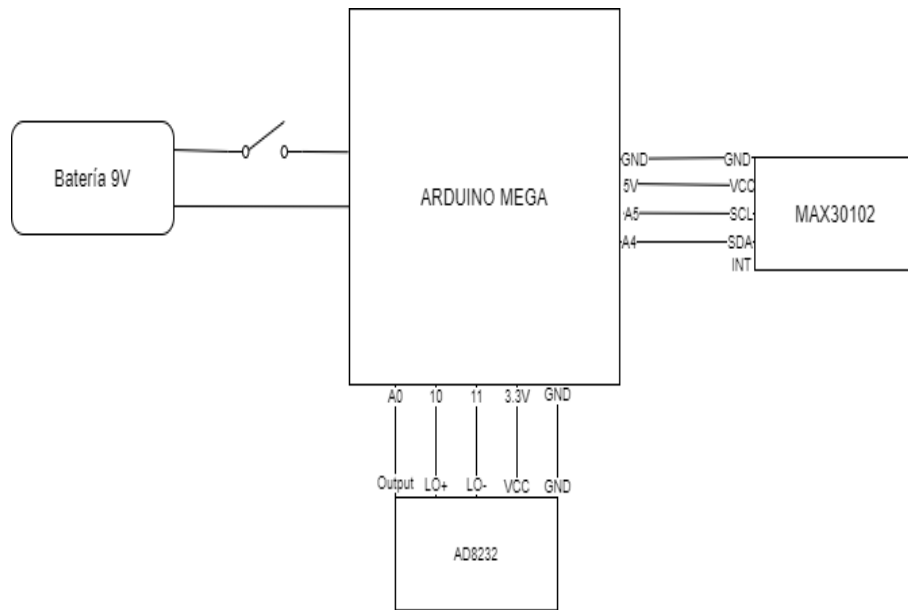 Batería 9V
ARDUINO MEGA
GND
5V
A5
A4
GND
VCC
SCL
SDA
INT
MAX30102
A0 10 11 3.3V GND
Output LO+ LO- VCC GND
AD8232